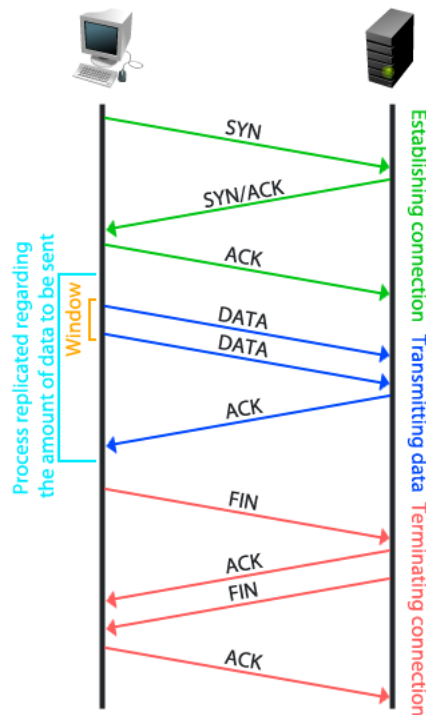 SYN
SYN/ACK
ACK
Establishing connection
Process replicated regarding
the amount of data to be sent
Window
DATA
DATA
ACK
Transmitting data
FIN
ACK
FIN
ACK
Terminating connection